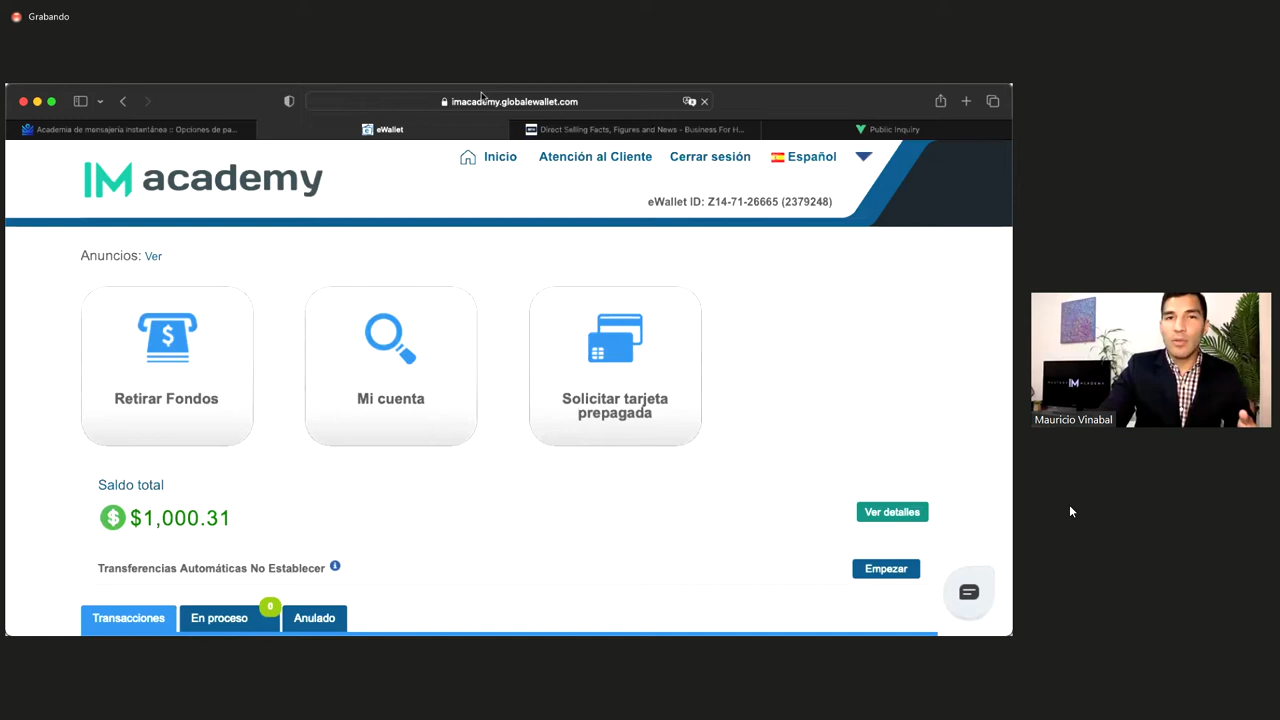 Grabando
imacademy.globalewallet.com
Academia de mensajería instantánea :: Opciones de pa...
eWallet
Direct Selling Facts, Figures and News - Business For H...
Public Inquiry
IM academy
Inicio
Atención al Cliente
Cerrar sesión
Español
eWallet ID: Z14-71-26665 (2379248)
Anuncios: Ver
Retirar Fondos
Mi cuenta
Solicitar tarjeta
prepagada
Saldo total
$1,000.31
Ver detalles
Transferencias Automáticas No Establecer
Empezar
Transacciones
En proceso
0
Anulado
Mauricio Vinabal